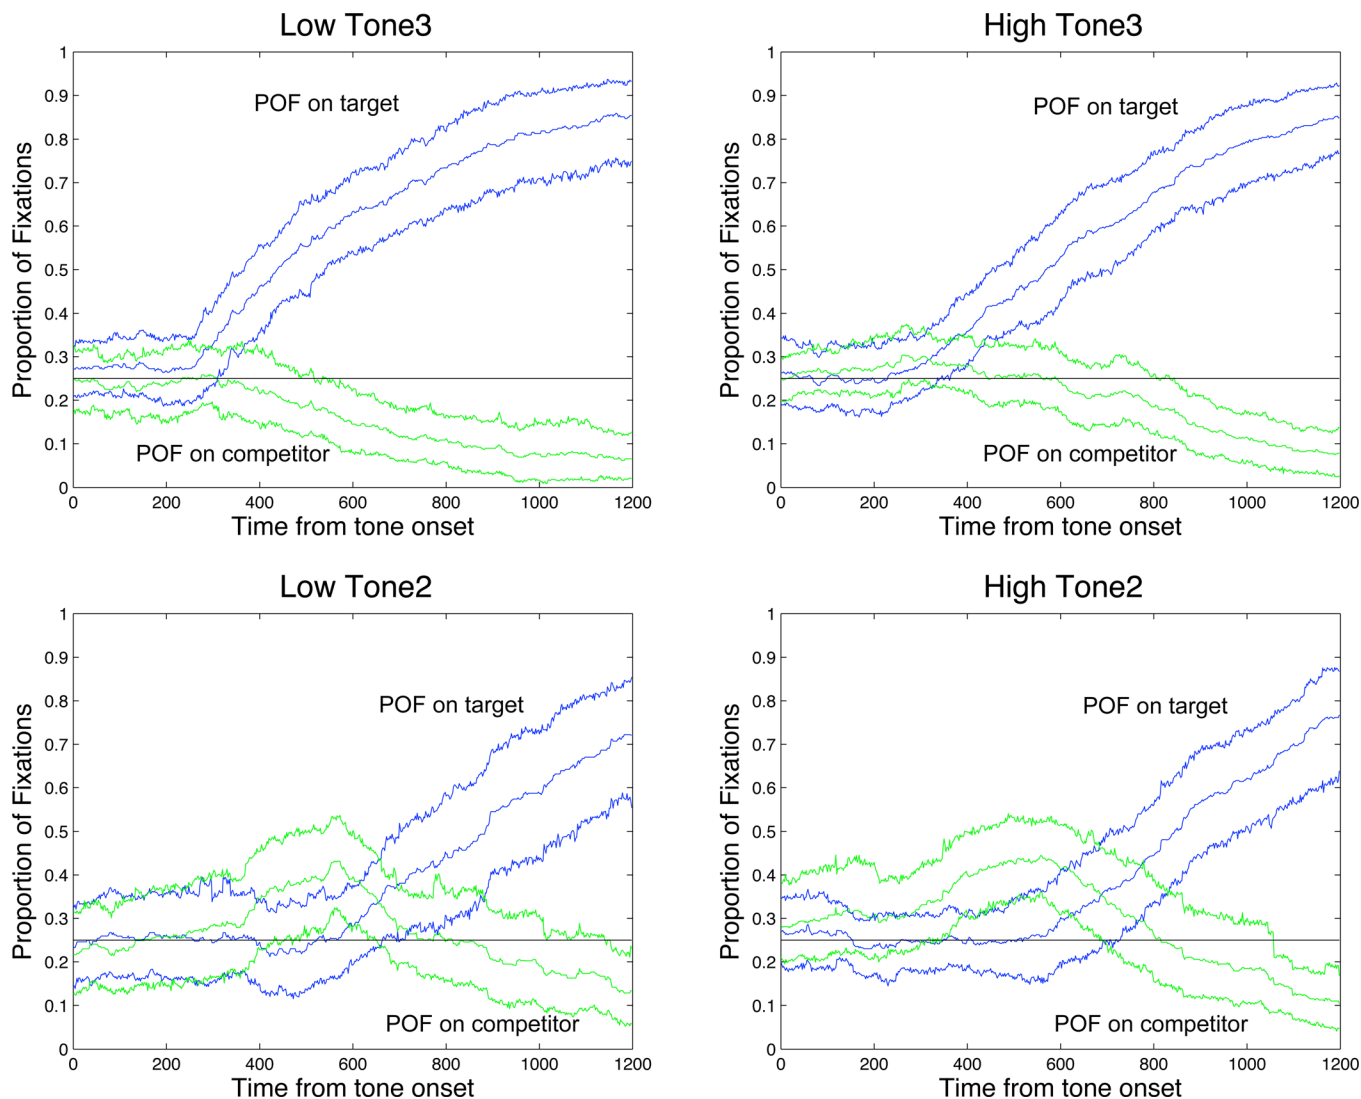 Low Tone3
1
0.9
0.8
0.7
0.6
0.5
0.4
0.3
0.2
0.1
0
POF on target
POF on competitor
0 200 400 600 800 1000 1200
Time from tone onset
Proportion of Fixations
High Tone3
1
0.9
0.8
0.7
0.6
0.5
0.4
0.3
0.2
0.1
0
POF on target
POF on competitor
0 200 400 600 800 1000 1200
Time from tone onset
Proportion of Fixations
Low Tone2
1
0.9
0.8
0.7
0.6
0.5
0.4
0.3
0.2
0.1
0
POF on target
POF on competitor
0 200 400 600 800 1000 1200
Time from tone onset
Proportion of Fixations
High Tone2
1
0.9
0.8
0.7
0.6
0.5
0.4
0.3
0.2
0.1
0
POF on target
POF on competitor
0 200 400 600 800 1000 1200
Time from tone onset
Proportion of Fixations